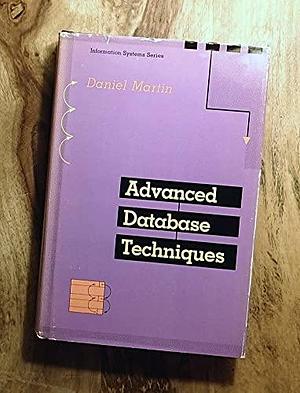 Information Systems Series
Daniel Martin
Advanced
Database
Techniques